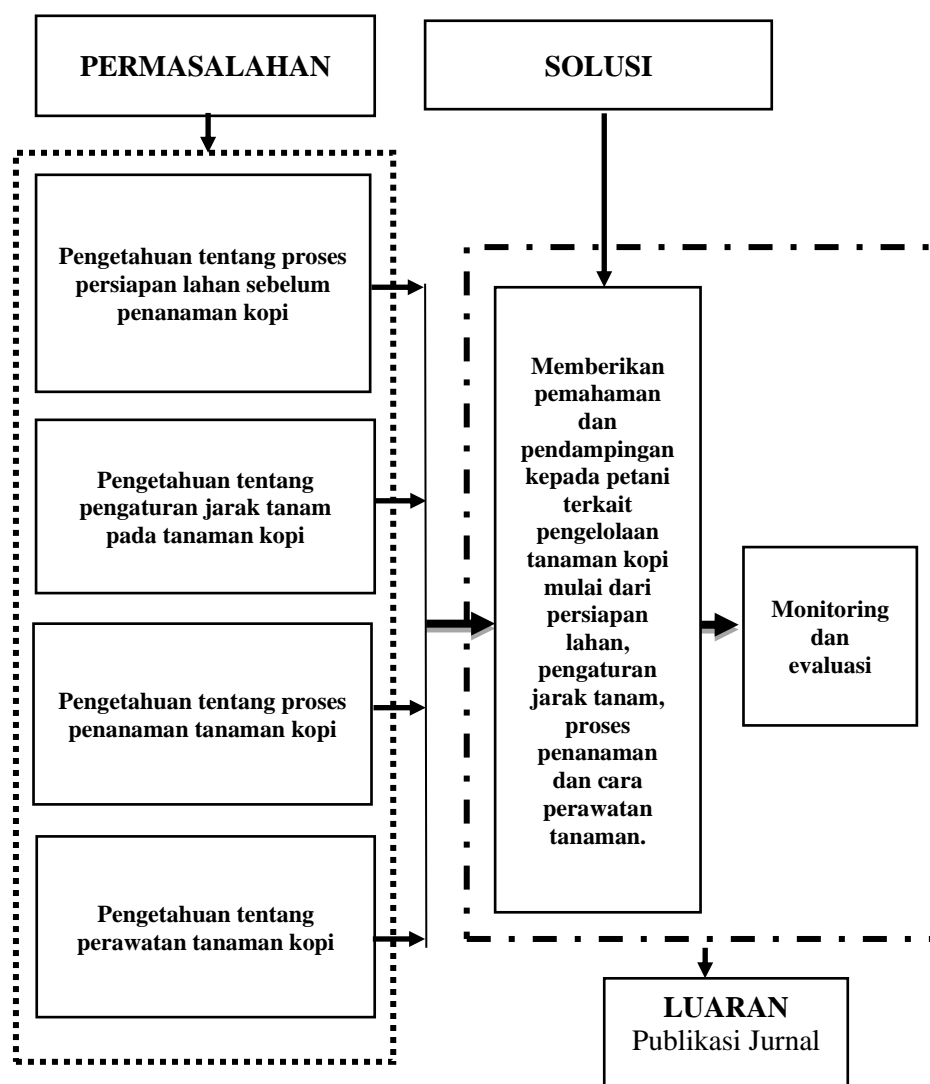 PERMASALAHAN
SOLUSI
Pengetahuan tentang proses
persiapan lahan sebelum
penanaman kopi
Pengetahuan tentang
pengaturan jarak tanam
pada tanaman kopi
Pengetahuan tentang proses
penanaman tanaman kopi
Pengetahuan tentang
perawatan tanaman kopi
Memberikan
pemahaman
dan
pendampingan
kepada petani
terkait
pengelolaan
tanaman kopi
mulai dari
persiapan
lahan,
pengaturan
jarak tanam,
proses
penanaman
dan cara
perawatan
tanaman.
Monitoring
dan
evaluasi
LUARAN
Publikasi Jurnal